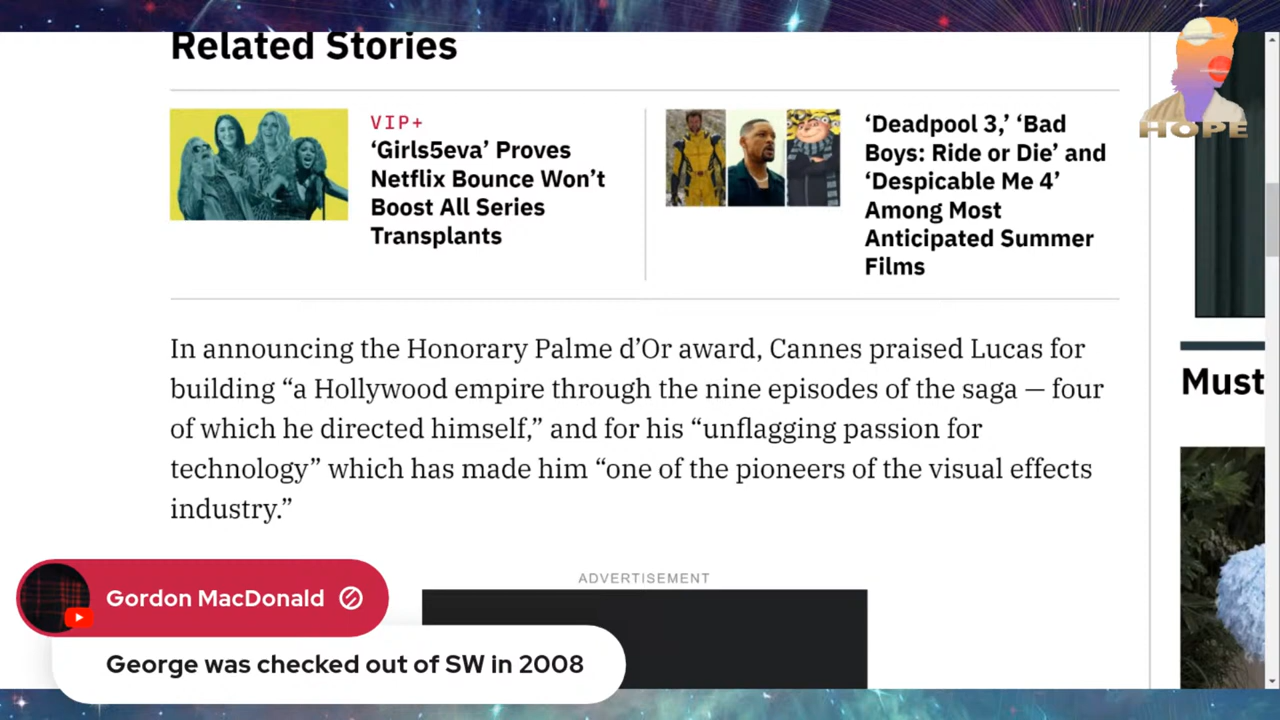 Related Stories
HOPE
VIP+
‘Girls5eva’ Proves
Netflix Bounce Won’t
Boost All Series
Transplants
‘Deadpool 3,’ ‘Bad
Boys: Ride or Die’ and
‘Despicable Me 4’
Among Most
Anticipated Summer
Films
In announcing the Honorary Palme d’Or award, Cannes praised Lucas for
building “a Hollywood empire through the nine episodes of the saga — four
of which he directed himself,” and for his “unflagging passion for
technology” which has made him “one of the pioneers of the visual effects
industry.”
Must
ADVERTISEMENT
Gordon MacDonald
George was checked out of SW in 2008